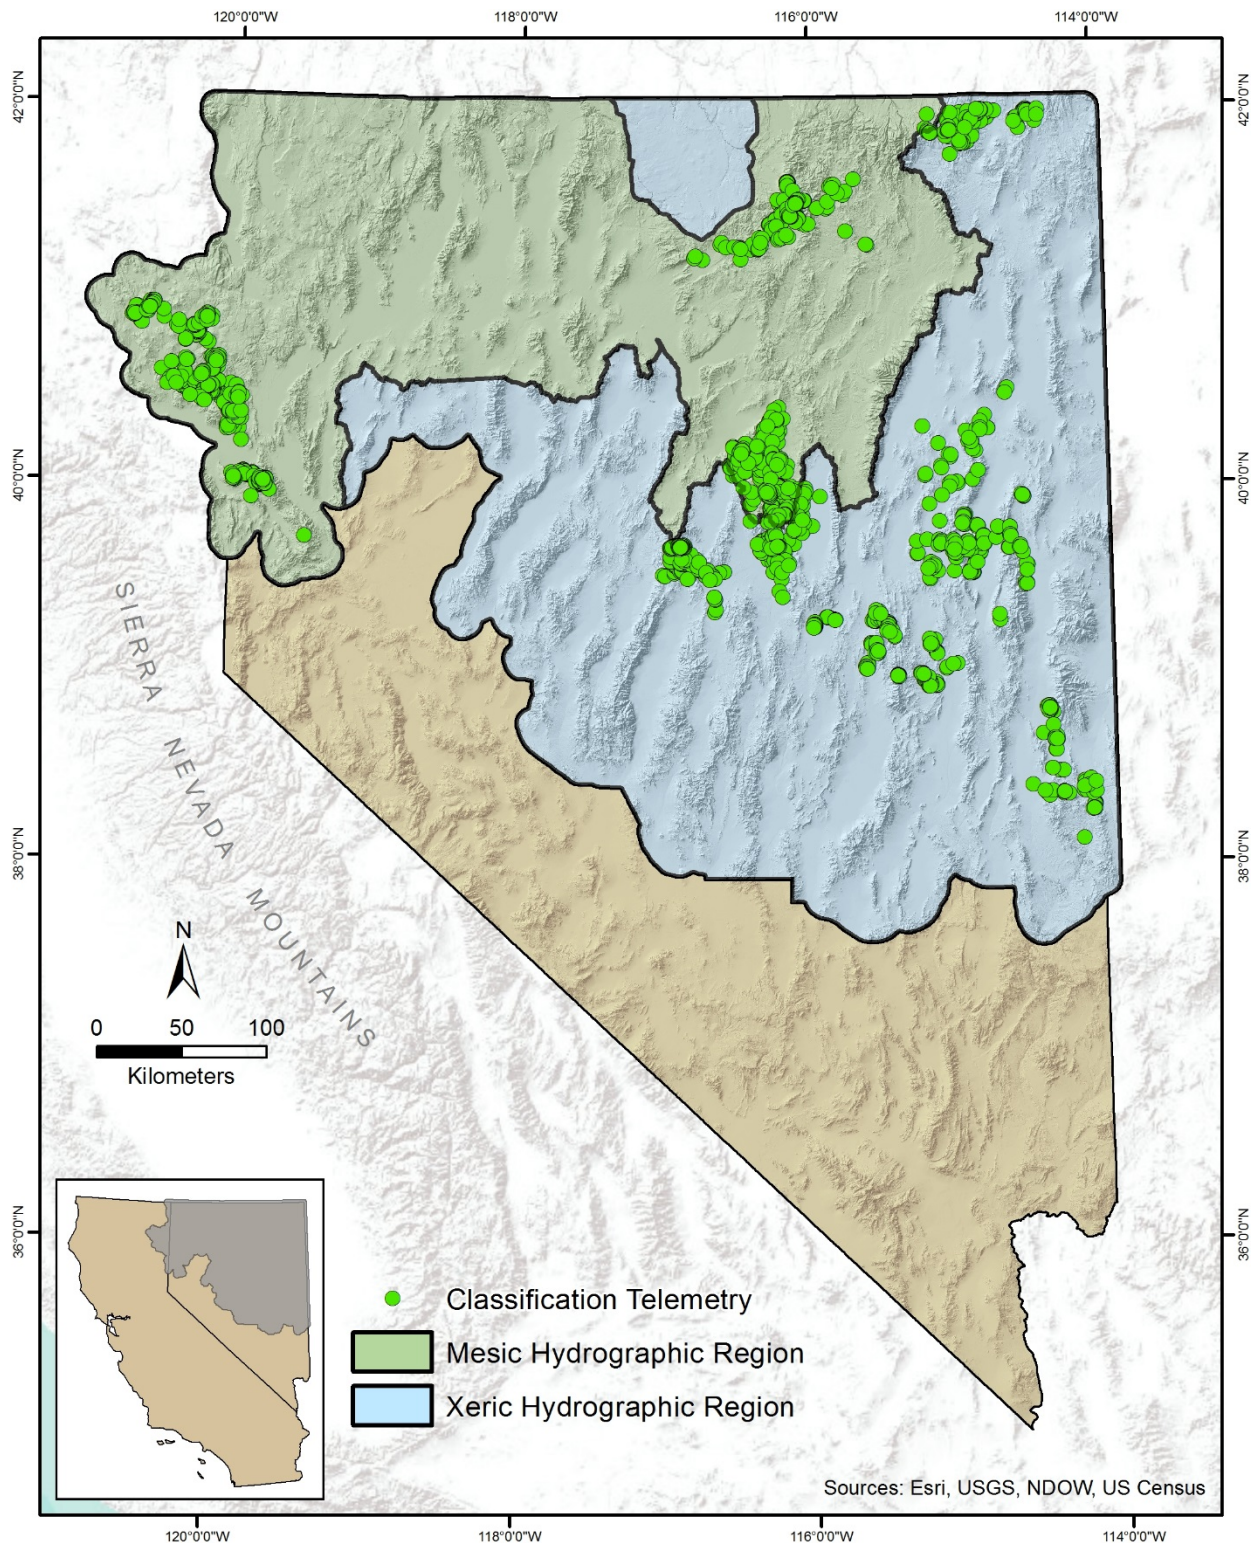 120°0'0"W
118°0'0"W
116°0'0"W
114°0'0"W
42°0'0"N
42°0'0"N
40°0'0"N
40°0'0"N
38°0'0"N
38°0'0"N
36°0'0"N
36°0'0"N
SIERRA
NEVADA
MOUNTAINS
N
0 50 100
Kilometers
Classification Telemetry
Mesic Hydrographic Region
Xeric Hydrographic Region
Sources: Esri, USGS, NDOW, US Census
120°0'0"W
118°0'0"W
116°0'0"W
114°0'0"W